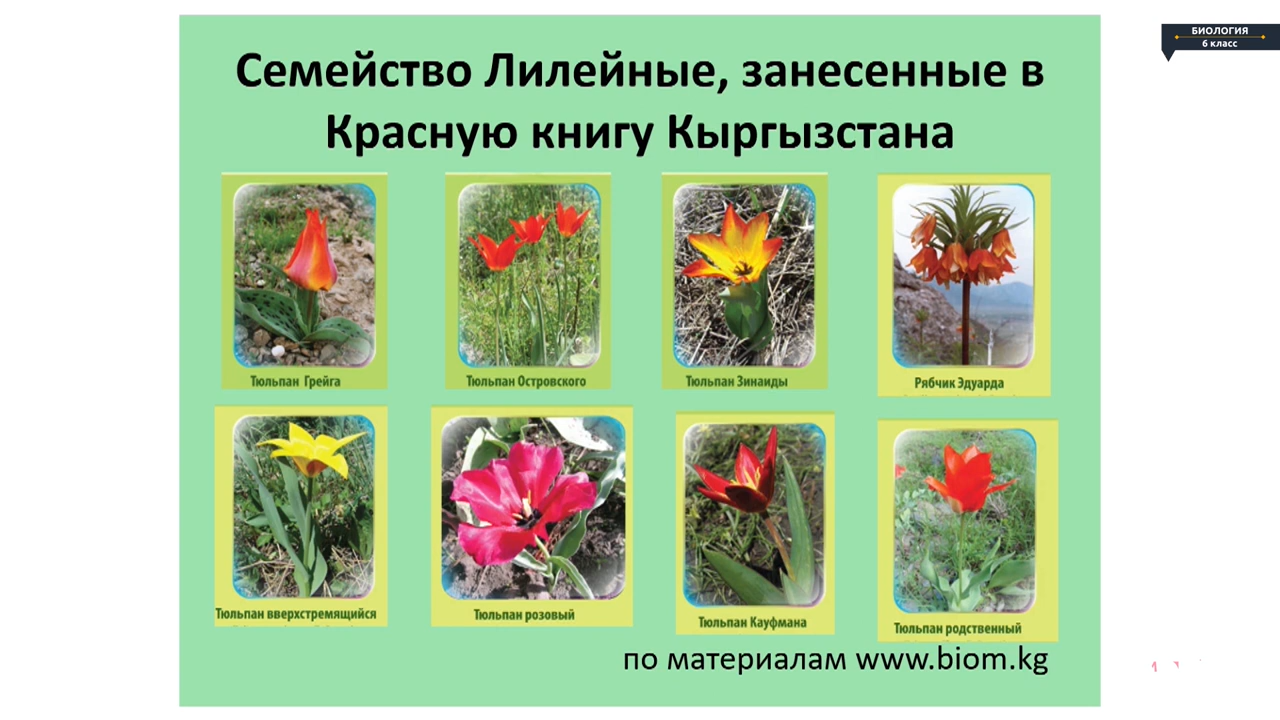 БИОЛОГИЯ
6 класс
Семейство Лилейные, занесенные в
Красную книгу Кыргызстана
Тюльпан Грейга
Тюльпан Островского
Тюльпан Зинаиды
Рябчик Эдуарда
Тюльпан вверхстремящийся
Тюльпан розовый
Тюльпан Кауфмана
Тюльпан родственный
по материалам www.biom.kg